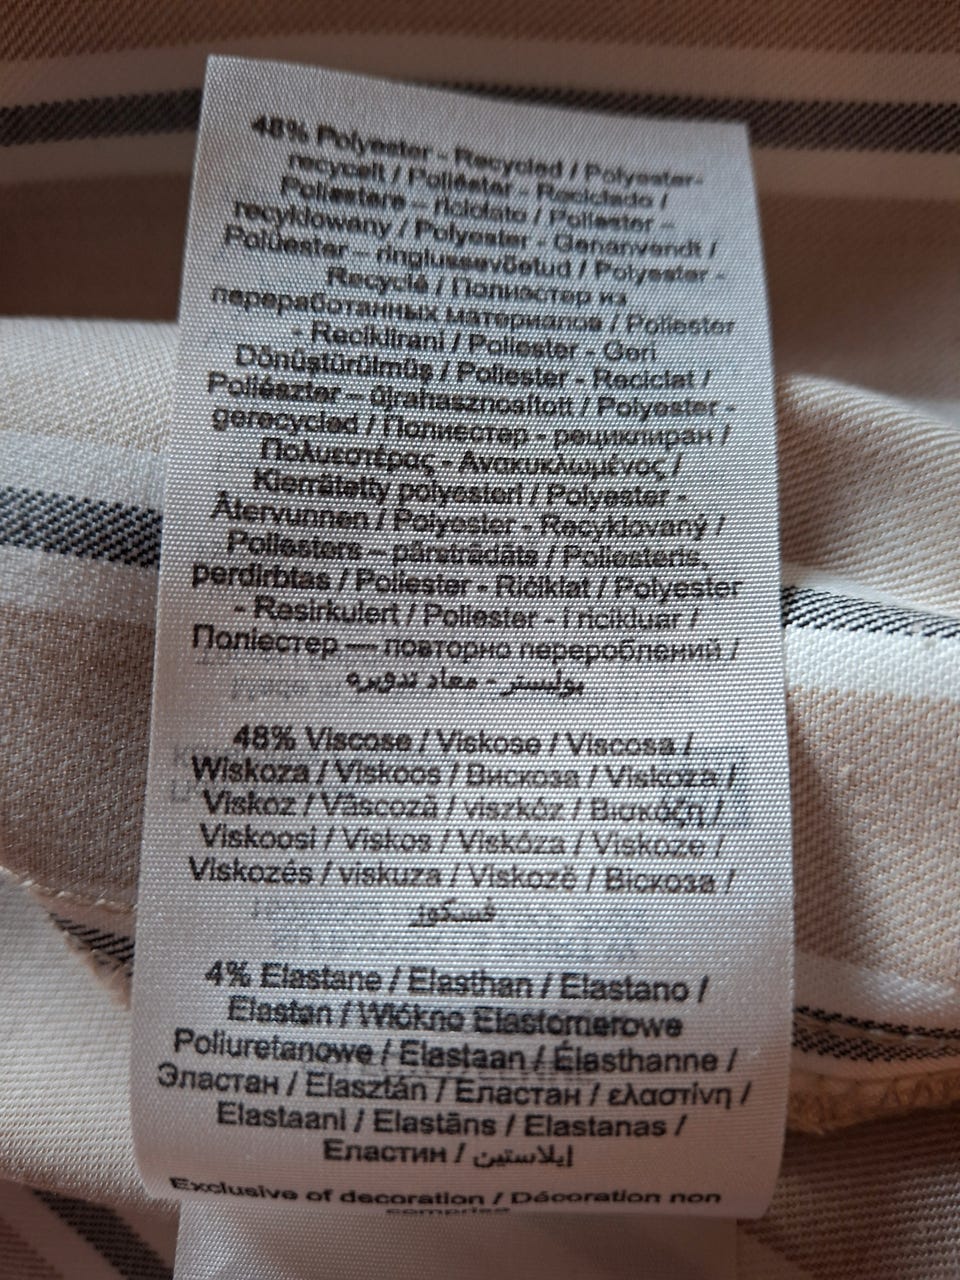 48% Polyester - Recycled / Polyester-
recycelt / Poliéster - Reciclado /
Poliestere – riciclato / Poliester –
recyklowany / Polyester - Genanvendt /
Polüester – ringlussevõetud / Polyester -
Recyclé / Полиэстер из
переработанных материалов / Poliester
- Reciklirani / Poliester - Geri
Dönüştürülmüş / Poliester - Reciclat /
Poliészter – újrahasznosított / Polyester -
gerecycled / Полиестер - рециклиран /
Πολυεστέρας - Ανακυκλωμένος /
Kierrätetty polyesteri / Polyester -
Återvunnen / Polyester - Recyklovaný /
Poliesters – pārstrādāts / Poliesteris,
perdirbtas / Poliester - Riċiklat / Polyester
- Resirkulert / Poliester - i ricikluar /
Поліестер — повторно перероблений /
بوليستر - معاد تدويره
48% Viscose / Viskose / Viscosa /
Wiskoza / Viskoos / Вискоза / Viskoza /
Viskoz / Vâscoză / viszkóz / Βισκόζη /
Viskoosi / Viskos / Viskóza / Viskoze /
Viskozės / viskuza / Viskozë / Віскоза /
فسكوز
4% Elastane / Elasthan / Elastano /
Elastan / Włókno Elastomerowe
Poliuretanowe / Elastaan / Élasthanne /
Эластан / Elasztán / Еластан / ελαστίνη /
Elastaani / Elastāns / Elastanas /
Еластин / إيلاستين
Exclusive of decoration / Décoration non
comprise